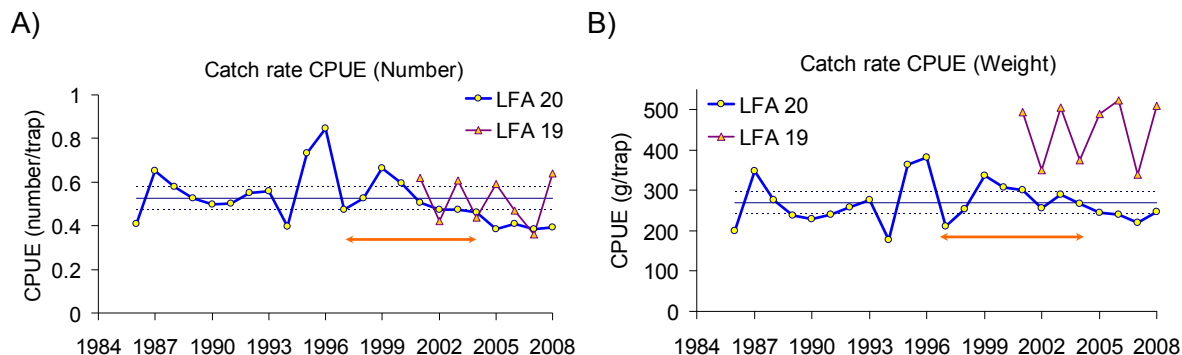 A)
Catch rate CPUE (Number)
CPUE (number/trap)
1
0.8
0.6
0.4
0.2
0
LFA 20
LFA 19
1984 1987 1990 1993 1996 1999 2002 2005 2008
B)
Catch rate CPUE (Weight)
CPUE (g/trap)
500
400
300
200
100
0
LFA 20
LFA 19
1984 1987 1990 1993 1996 1999 2002 2005 2008